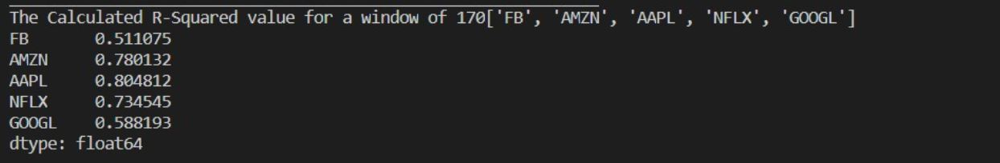 The Calculated R-Squared value for a window of 170['FB', 'AMZN', 'AAPL', 'NFLX', 'GOOGL']
FB 0.511075
AMZN 0.780132
AAPL 0.804812
NFLX 0.734545
GOOGL 0.588193
dtype: float64